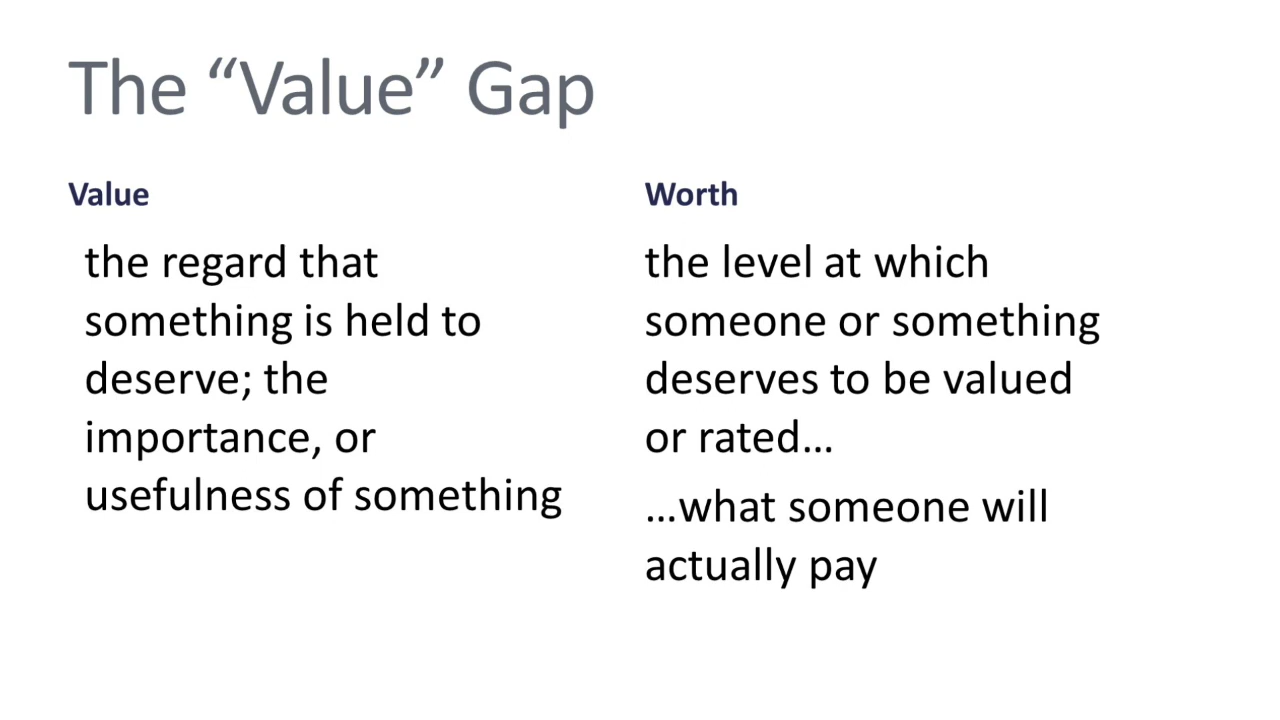 The “Value” Gap
Value
the regard that
something is held to
deserve; the
importance, or
usefulness of something
Worth
the level at which
someone or something
deserves to be valued
or rated…
…what someone will
actually pay